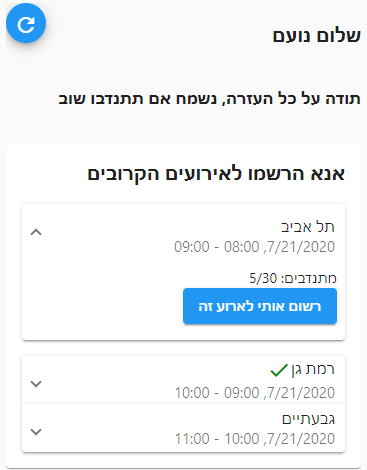 שלום נועם
תודה על כל העזרה, נשמח אם תתנדבו שוב
אנא הרשמו לאירועים הקרובים
תל אביב
7/21/2020, 08:00 - 09:00
מתנדבים: 5/30
רשום אותי לארוע זה
רמת גן
7/21/2020, 09:00 - 10:00
גבעתיים
7/21/2020, 10:00 - 11:00